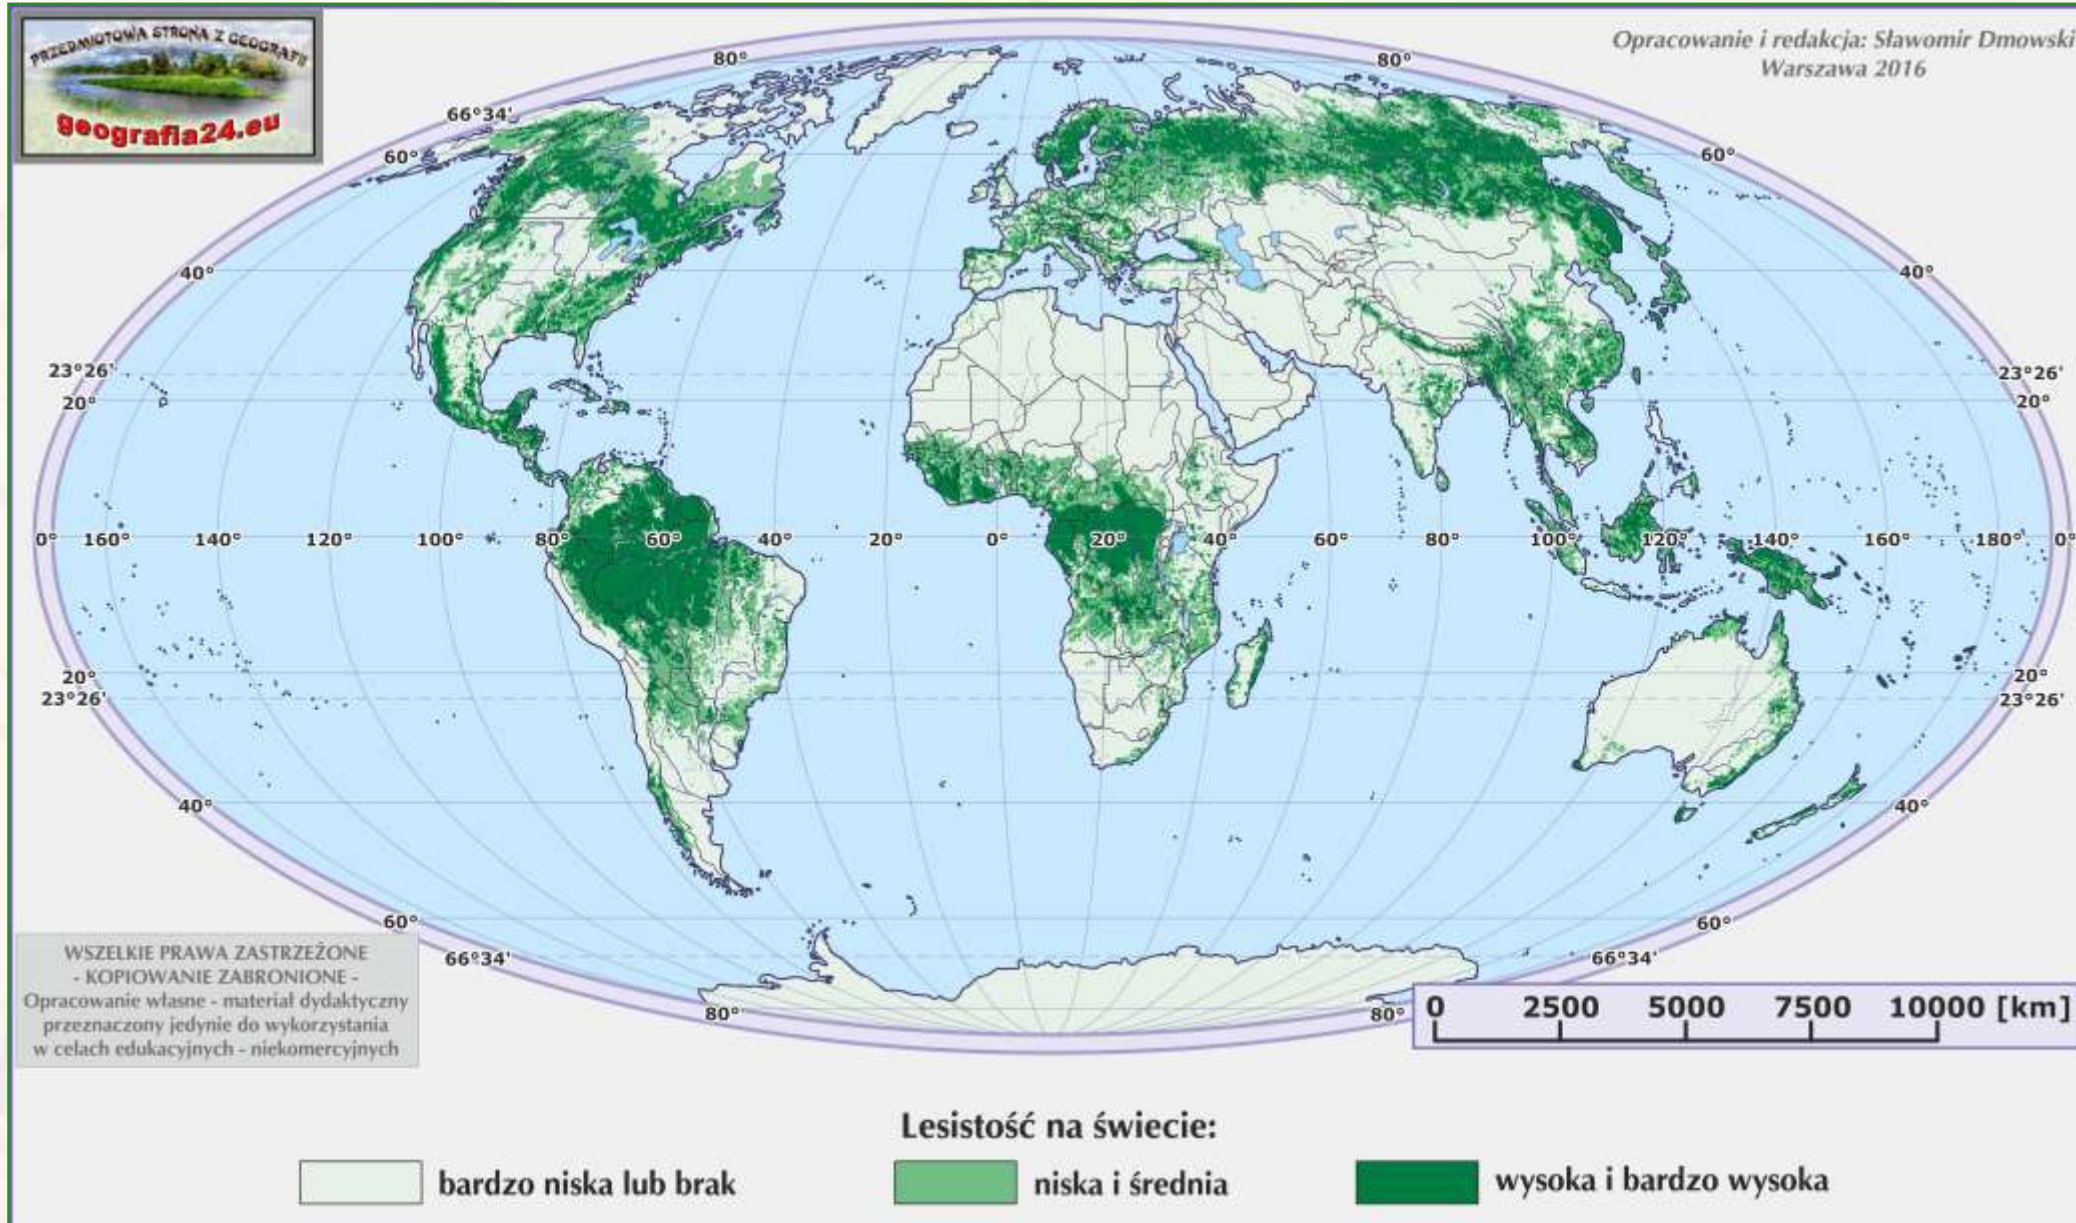 PRZEDMIOTOWA STRONA Z GEOGRAFII
geografia24.eu
Opracowanie i redakcja: Sławomir Dmowski
Warszawa 2016
80°
80°
66°34'
60°
60°
40°
40°
23°26'
23°26'
20°
20°
0° 160° 140° 120° 100° 80° 60° 40° 20° 0° 20° 40° 60° 80° 100° 120° 140° 160° 180° 0°
20°
20°
23°26'
23°26'
40°
40°
60°
60°
66°34'
66°34'
80°
80°
WSZELKIE PRAWA ZASTRZEŻONE
- KOPIOWANIE ZABRONIONE -
Opracowanie własne - materiał dydaktyczny
przeznaczony jedynie do wykorzystania
w celach edukacyjnych - niekomercyjnych
0 2500 5000 7500 10000 [km]
Lesistość na świecie:
bardzo niska lub brak
niska i średnia
wysoka i bardzo wysoka